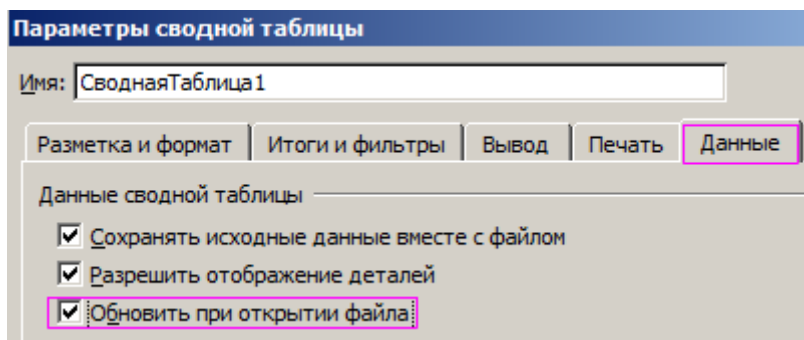 Параметры сводной таблицы
Имя: СводнаяТаблица1
Разметка и формат Итоги и фильтры Вывод Печать Данные
Данные сводной таблицы
Сохранять исходные данные вместе с файлом
Разрешить отображение деталей
Обновить при открытии файла